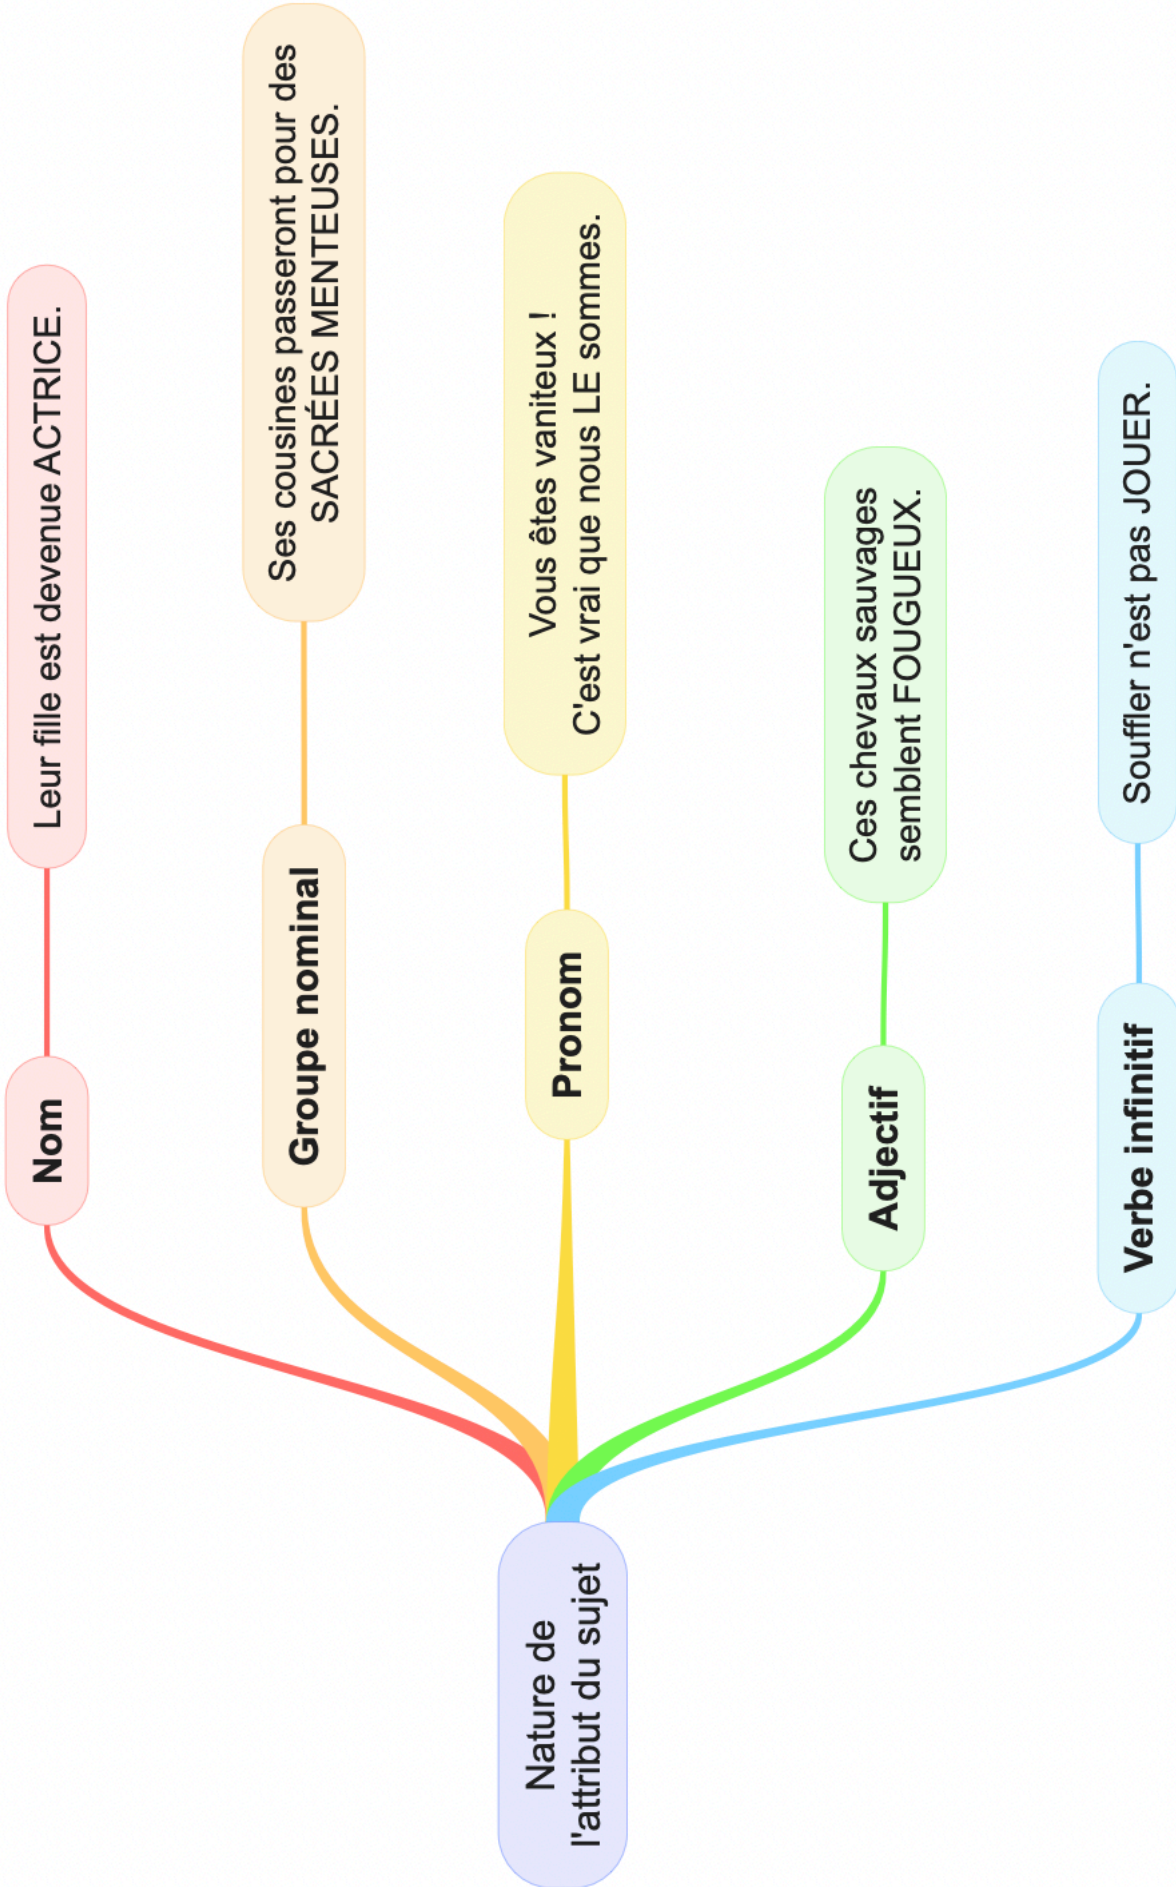 Nature de
l'attribut du sujet
Nom
Leur fille est devenue ACTRICE.
Groupe nominal
Ses cousines passeront pour des
SACRÉES MENTEUSES.
Pronom
Vous êtes vaniteux !
C'est vrai que nous LE sommes.
Adjectif
Ces chevaux sauvages
semblent FOUGUEUX.
Verbe infinitif
Souffler n'est pas JOUER.